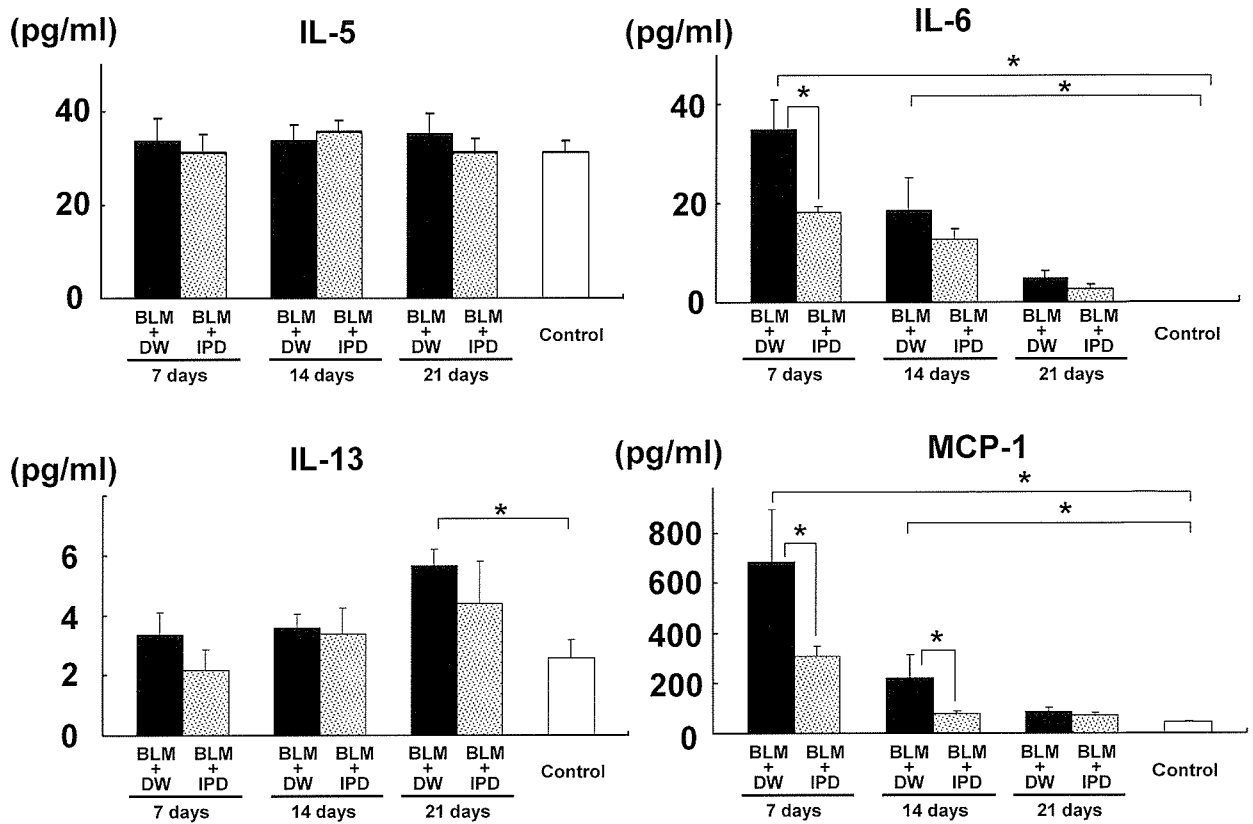 (pg/ml) IL-5
40
20
0
BLM + DW BLM + IPD BLM + DW BLM + IPD BLM + DW BLM + IPD Control
7 days 14 days 21 days
(pg/ml) IL-6
* 
*
*
40
20
0
BLM + DW BLM + IPD BLM + DW BLM + IPD BLM + DW BLM + IPD Control
7 days 14 days 21 days
(pg/ml) IL-13
*
6
4
2
0
BLM + DW BLM + IPD BLM + DW BLM + IPD BLM + DW BLM + IPD Control
7 days 14 days 21 days
(pg/ml) MCP-1
*
*
*
*
800
600
400
200
0
BLM + DW BLM + IPD BLM + DW BLM + IPD BLM + DW BLM + IPD Control
7 days 14 days 21 days